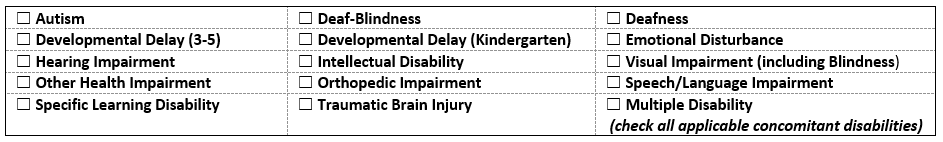 ☐ Autism ☐ Deaf-Blindness ☐ Deafness
☐ Developmental Delay (3-5) ☐ Developmental Delay (Kindergarten) ☐ Emotional Disturbance
☐ Hearing Impairment ☐ Intellectual Disability ☐ Visual Impairment (including Blindness)
☐ Other Health Impairment ☐ Orthopedic Impairment ☐ Speech/Language Impairment
☐ Specific Learning Disability ☐ Traumatic Brain Injury ☐ Multiple Disability
(check all applicable concomitant disabilities)